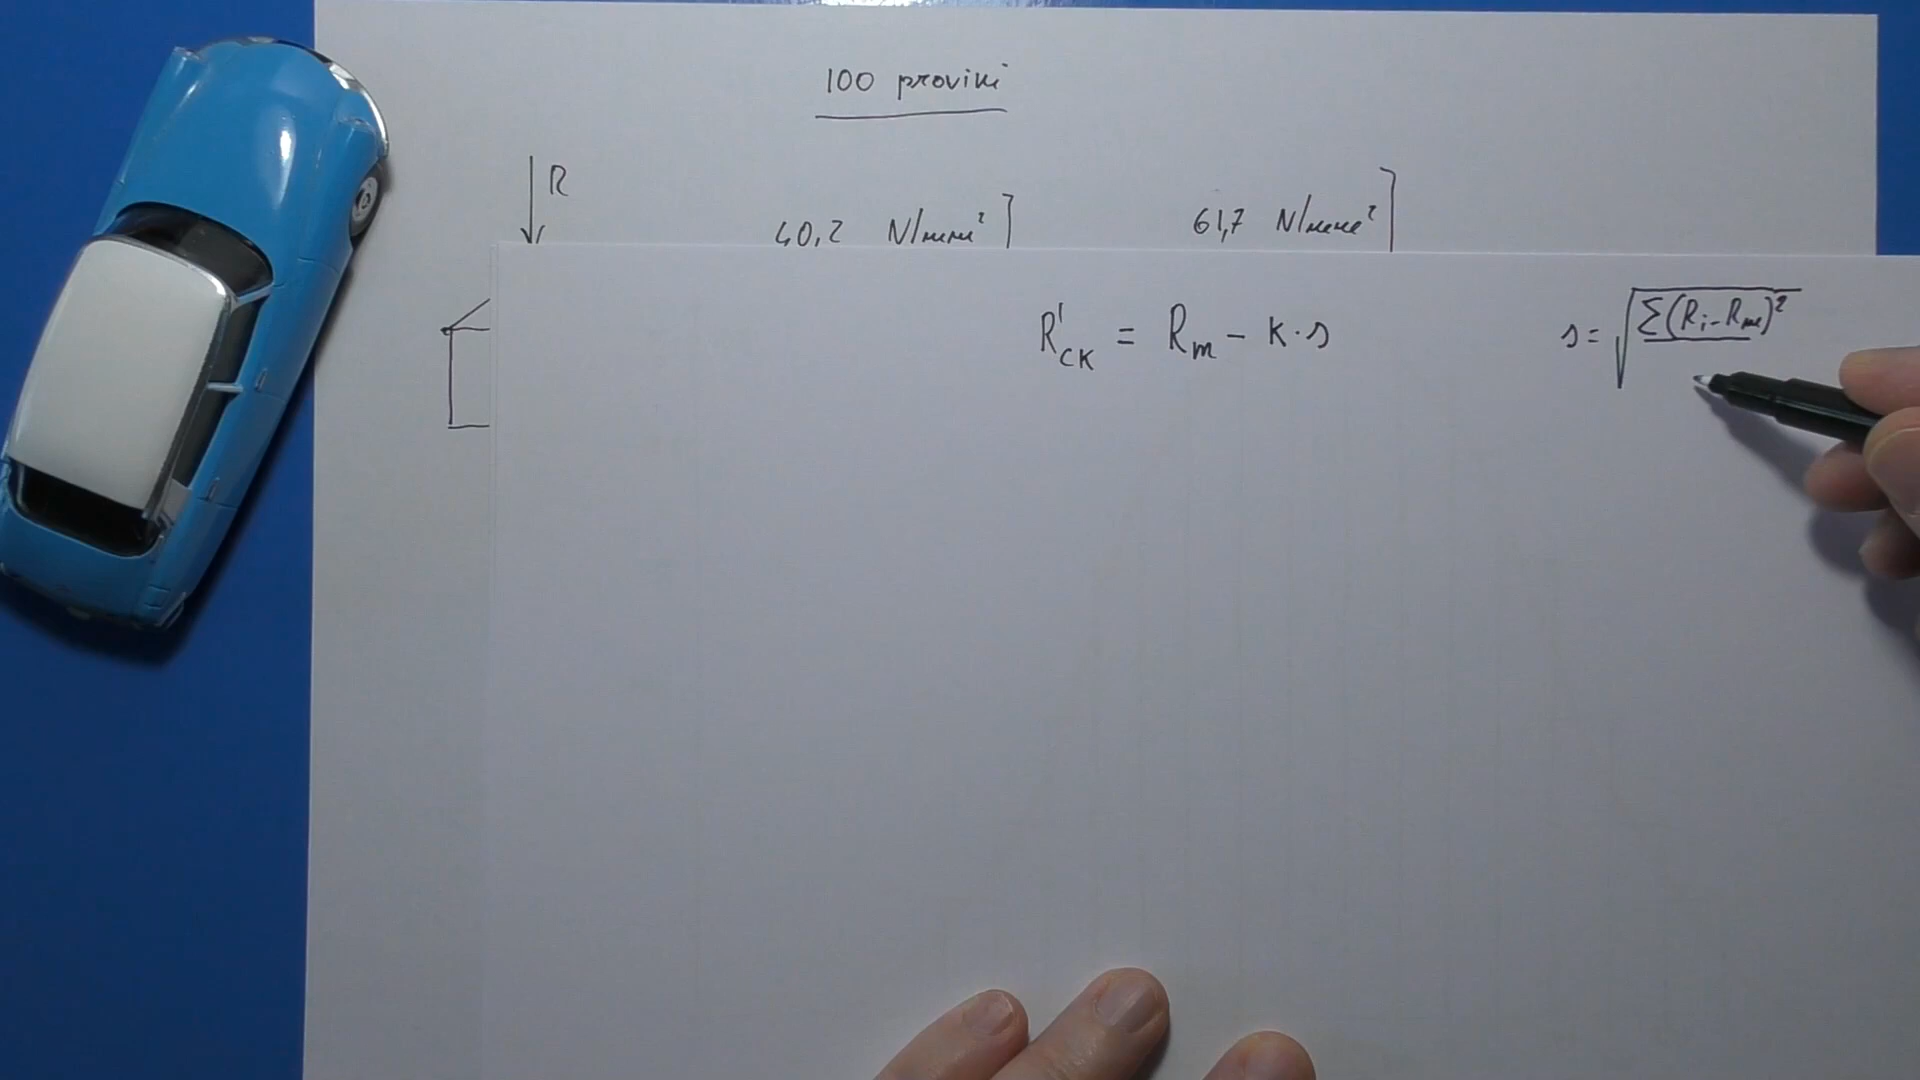 100 provini
R
40,2 N/mm² 61,7 N/mm²
R'ck = Rm - k·s
s = √Σ(Ri-Rm)²